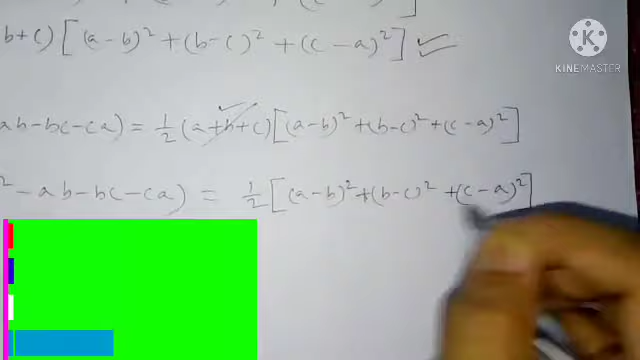 b+c) [(a-b)² + (b-c)² + (c-a)²]
ab-bc-ca) = 1/2 (a+b+c) [(a-b)² + (b-c)² + (c-a)²]
² - ab-bc-ca) = 1/2 [(a-b)² + (b-c)² + (c-a)²]
K
KINEMASTER